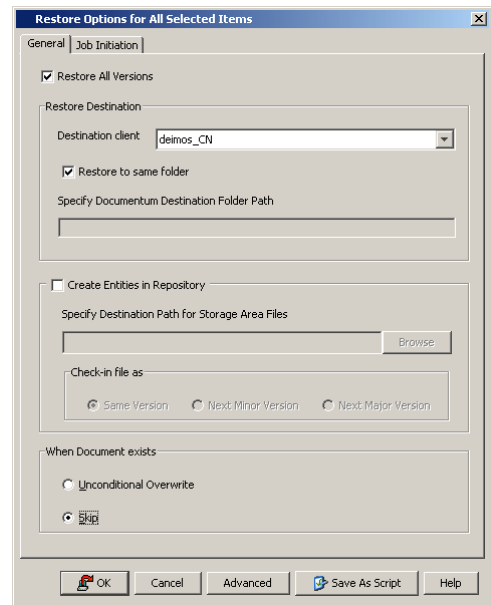 Restore Options for All Selected Items
General Job Initiation
Restore All Versions
Restore Destination
Destination client deimos_CN
Restore to same folder
Specify Documentum Destination Folder Path
Create Entities in Repository
Specify Destination Path for Storage Area Files
Browse
Check-in file as
Same Version Next Minor Version Next Major Version
When Document exists
Unconditional Overwrite
Skip
OK Cancel Advanced Save As Script Help